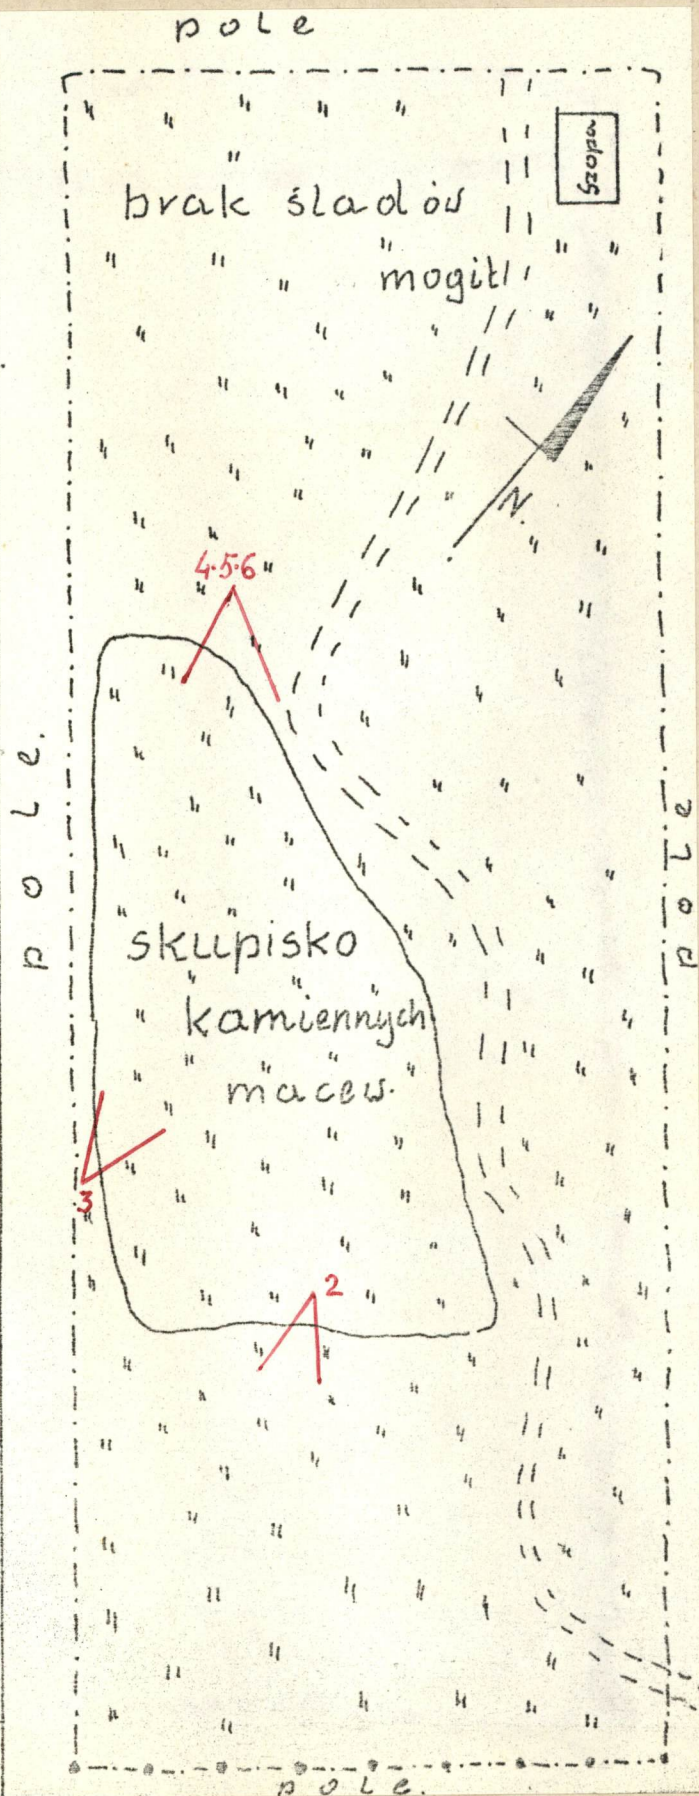 pole
szopa
brak śladów
mogił
N.
4.5.6
pole.
pole
skupisko
kamiennych
macew.
3
2
pole.